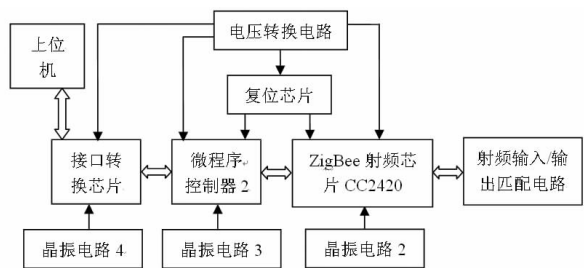 上位
机
电压转换电路
复位芯片
接口转
换芯片
微程序
控制器 2
ZigBee 射频芯
片 CC2420
射频输入/输
出匹配电路
晶振电路 4
晶振电路 3
晶振电路 2